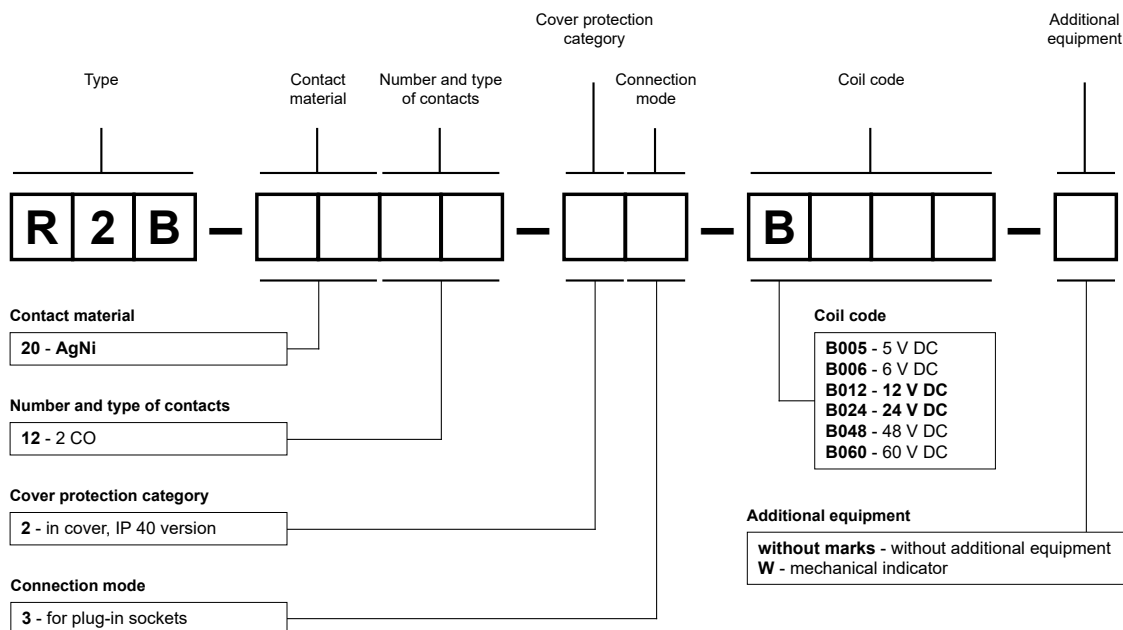 Cover protection
category
Additional
equipment
Type
Contact
material
Number and type
of contacts
Connection
mode
Coil code
R 2 B – – – B –
Contact material
20 - AgNi
Number and type of contacts
12 - 2 CO
Cover protection category
2 - in cover, IP 40 version
Connection mode
3 - for plug-in sockets
Coil code
B005 - 5 V DC
B006 - 6 V DC
B012 - 12 V DC
B024 - 24 V DC
B048 - 48 V DC
B060 - 60 V DC
Additional equipment
without marks - without additional equipment
W - mechanical indicator